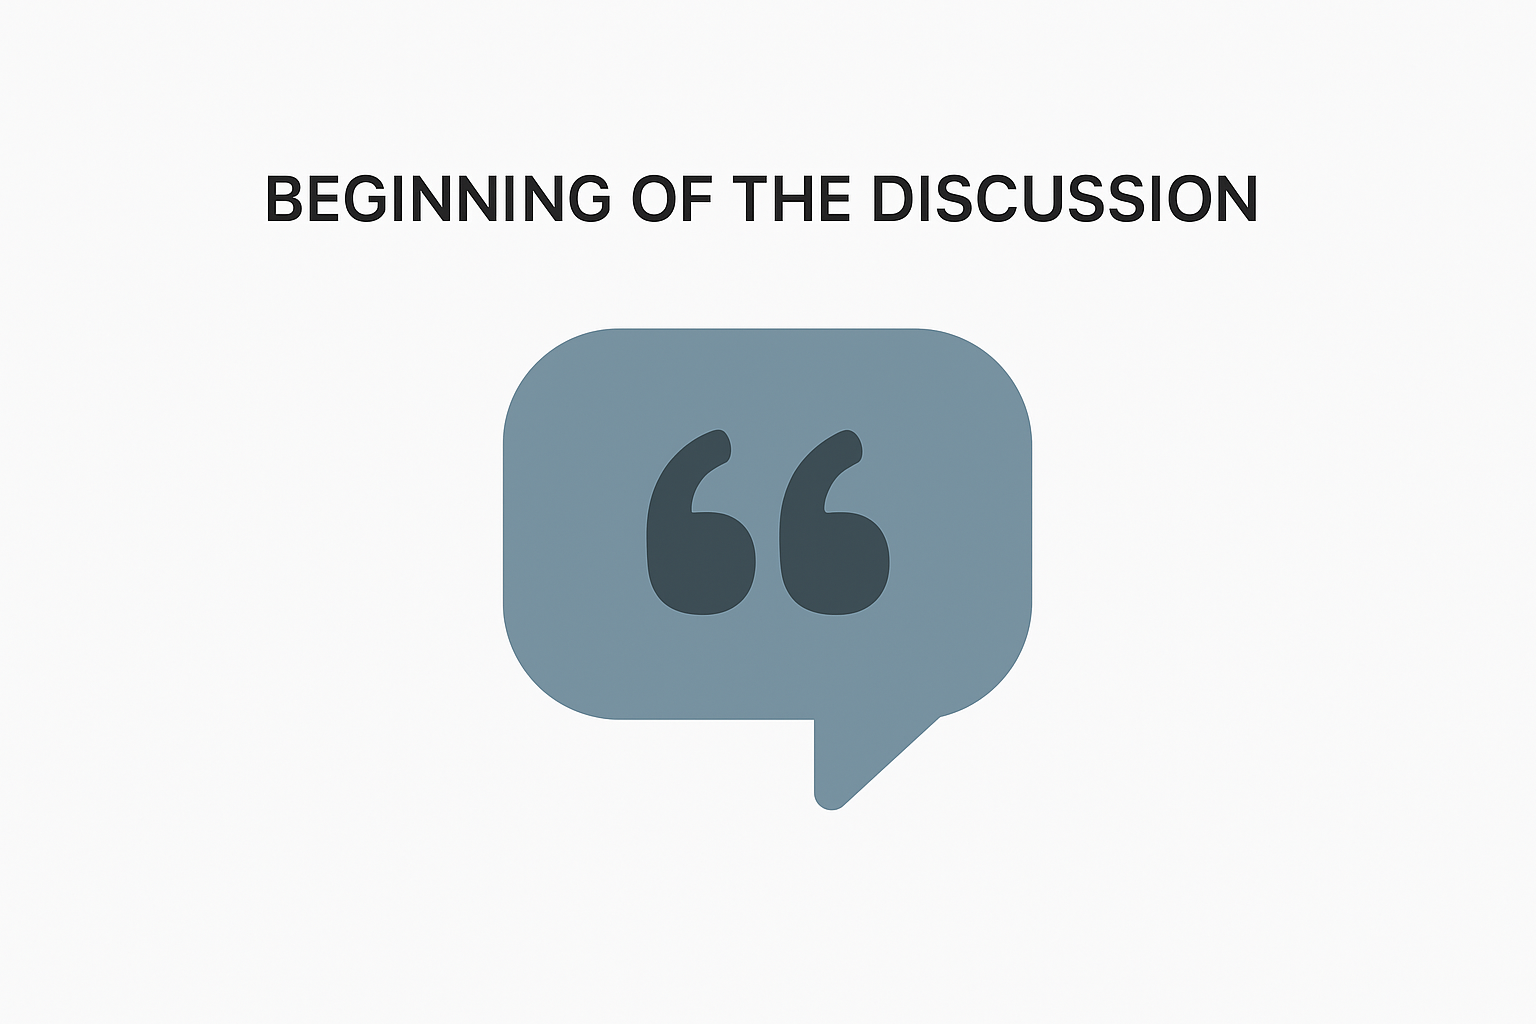 BEGINNING OF THE DISCUSSION